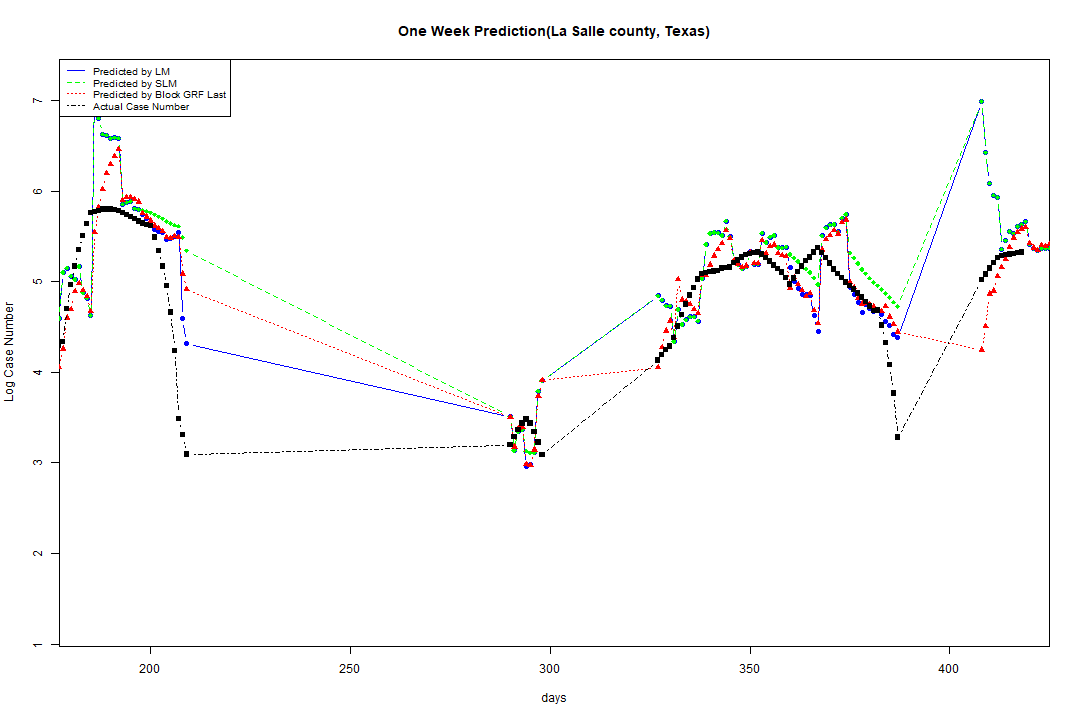 One Week Prediction(La Salle county, Texas)
Predicted by LM
Predicted by SLM
Predicted by Block GRF Last
Actual Case Number
7
6
5
4
3
2
1
Log Case Number
200 250 300 350 400
days